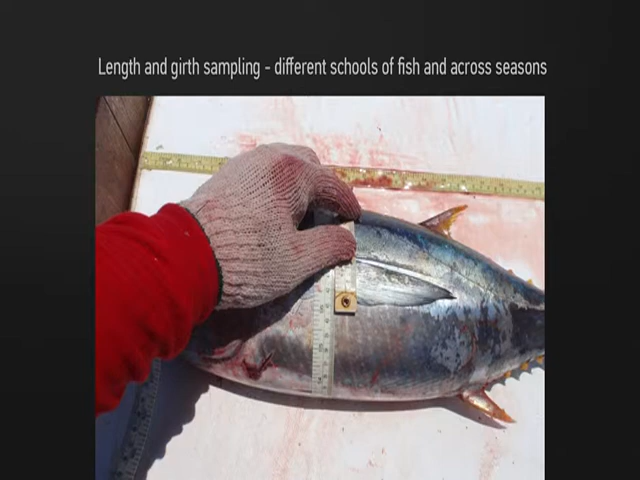 Length and girth sampling - different schools of fish and across seasons